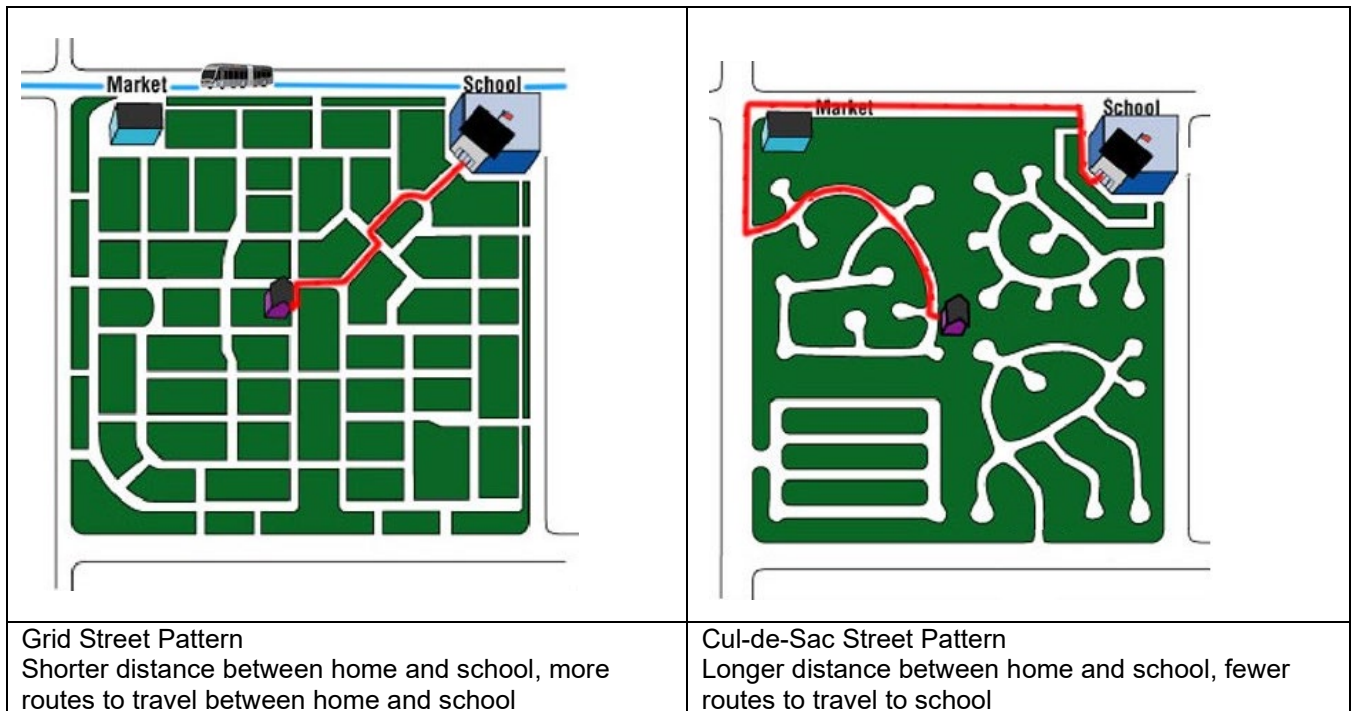 Market
School
Market
School
Grid Street Pattern
Shorter distance between home and school, more
routes to travel between home and school
Cul-de-Sac Street Pattern
Longer distance between home and school, fewer
routes to travel to school